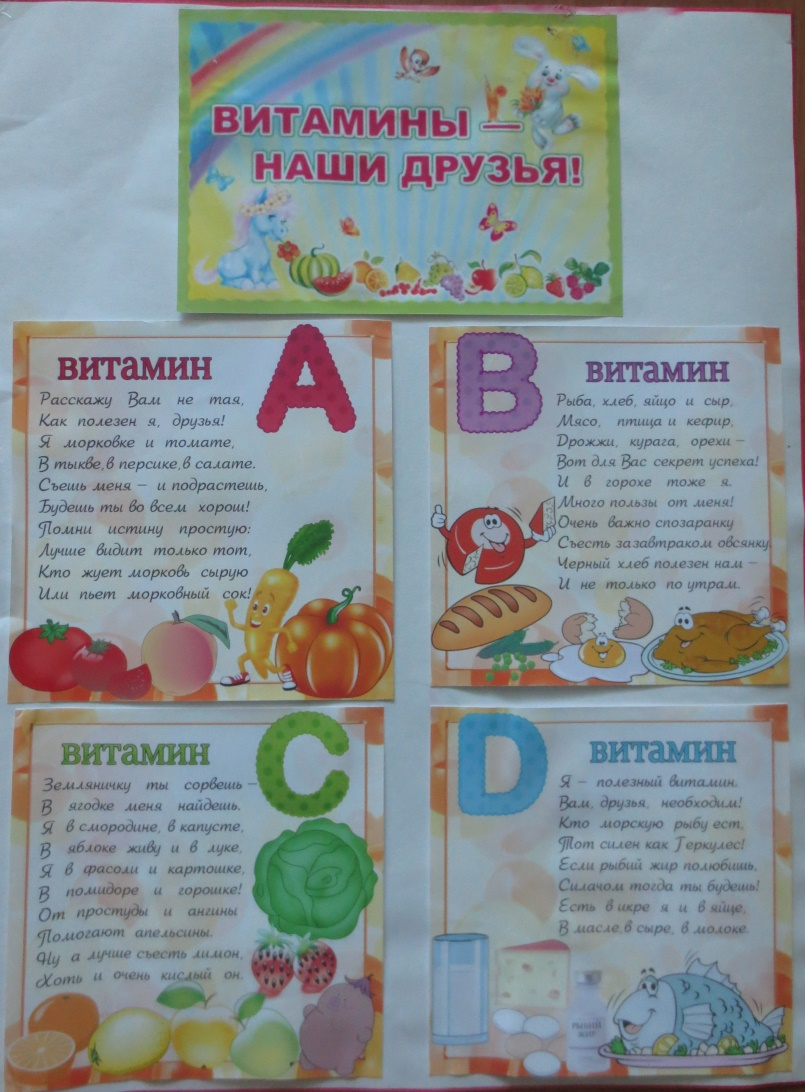 ВИТАМИНЫ —
НАШИ ДРУЗЬЯ!
витамин А
Расскажу Вам не тая,
Как полезен я, друзья!
Я морковке и томате,
В тыкве,в персике,в салате.
Съешь меня – и подрастешь,
Будешь ты во всем хорош!
Помни истину простую:
Лучше видит только тот,
Кто жует морковь сырую
Или пьет морковный сок!
В витамин
Рыба, хлеб, яйцо и сыр,
Мясо, птица и кефир,
Дрожжи, курага, орехи –
Вот для Вас секрет успеха!
И в горохе тоже я.
Много пользы от меня!
Очень важно спозаранку
Съесть за завтраком овсянку.
Черный хлеб полезен нам –
И не только по утрам.
витамин С
Земляничку ты сорвешь –
В ягодке меня найдешь.
Я в смородине, в капусте,
В яблоке живу и в луке,
Я в фасоли и картошке,
В помидоре и горошке!
От простуды и ангины
Помогают апельсины.
Ну а лучше съесть лимон,
Хоть и очень кислый он.
D витамин
Я – полезный витамин.
Вам, друзья, необходим!
Кто морскую рыбу ест,
Тот силен как Геркулес!
Если рыбий жир полюбишь,
Силачом тогда ты будешь!
Есть в икре я и в яйце,
В масле,в сыре, в молоке.
РЫБИЙ
ЖИР